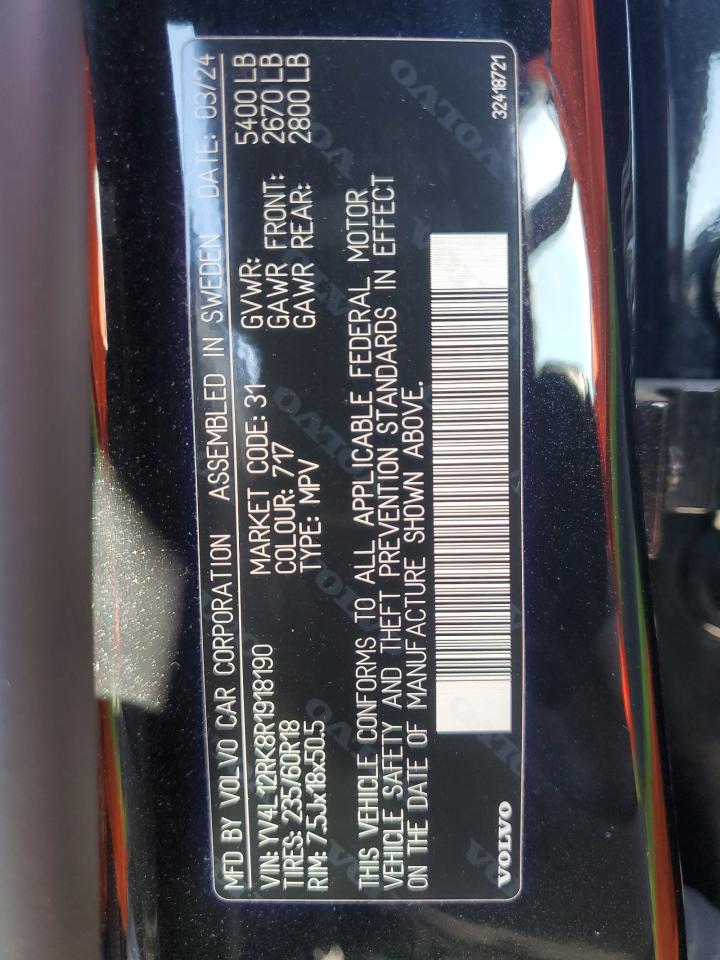 MFD BY VOLVO CAR CORPORATION ASSEMBLED IN SWEDEN DATE: 03/24
VIN: YV4L12RK8R1918190 MARKET CODE: 31 GVWR: 5400 LB
TIRES: 235/60R18 COLOUR: 717 GAWR FRONT: 2670 LB
RIM: 7.5Jx18x50.5 TYPE: MPV GAWR REAR: 2800 LB
THIS VEHICLE CONFORMS TO ALL APPLICABLE FEDERAL MOTOR
VEHICLE SAFETY AND THEFT PREVENTION STANDARDS IN EFFECT
ON THE DATE OF MANUFACTURE SHOWN ABOVE.
VOLVO
32418721